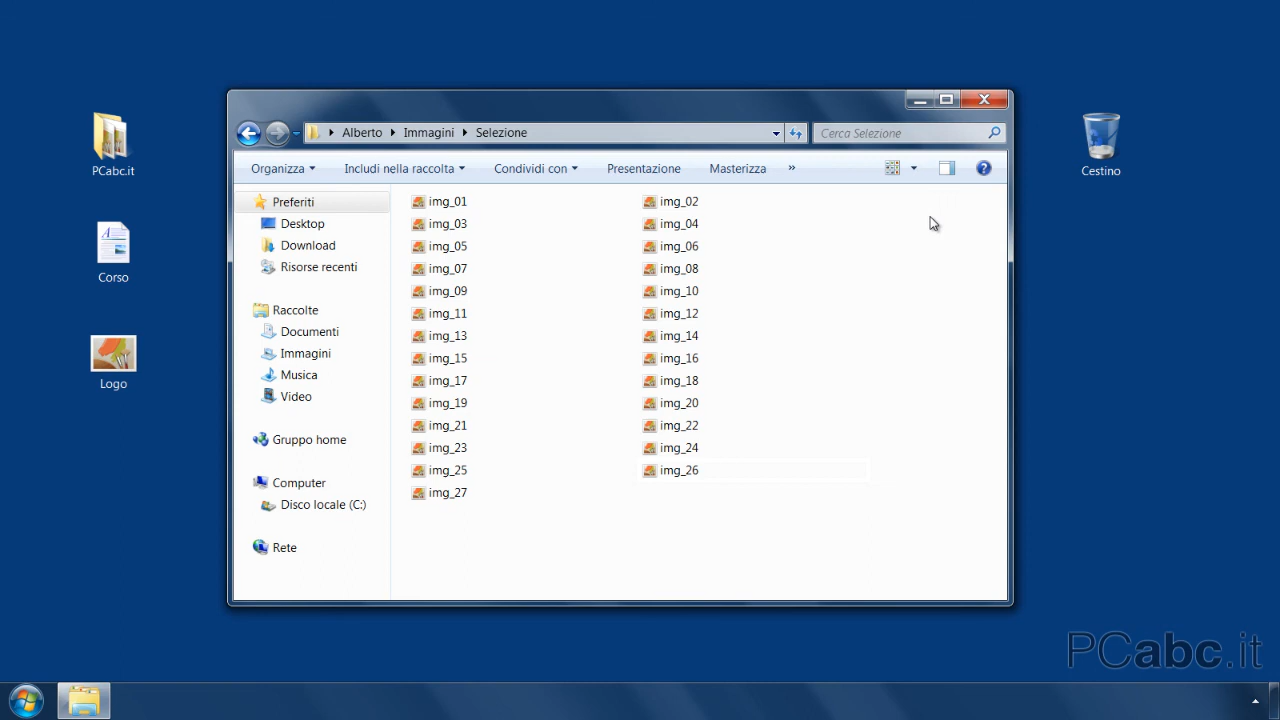 Alberto Immagini Selezione
Cerca Selezione
Organizza Includi nella raccolta Condividi con Presentazione Masterizza »
PCabc.it
Corso
Logo
Preferiti
Desktop
Download
Risorse recenti
Raccolte
Documenti
Immagini
Musica
Video
Gruppo home
Computer
Disco locale (C:)
Rete
img_01 img_02
img_03 img_04
img_05 img_06
img_07 img_08
img_09 img_10
img_11 img_12
img_13 img_14
img_15 img_16
img_17 img_18
img_19 img_20
img_21 img_22
img_23 img_24
img_25 img_26
img_27
Cestino
PCabc.it